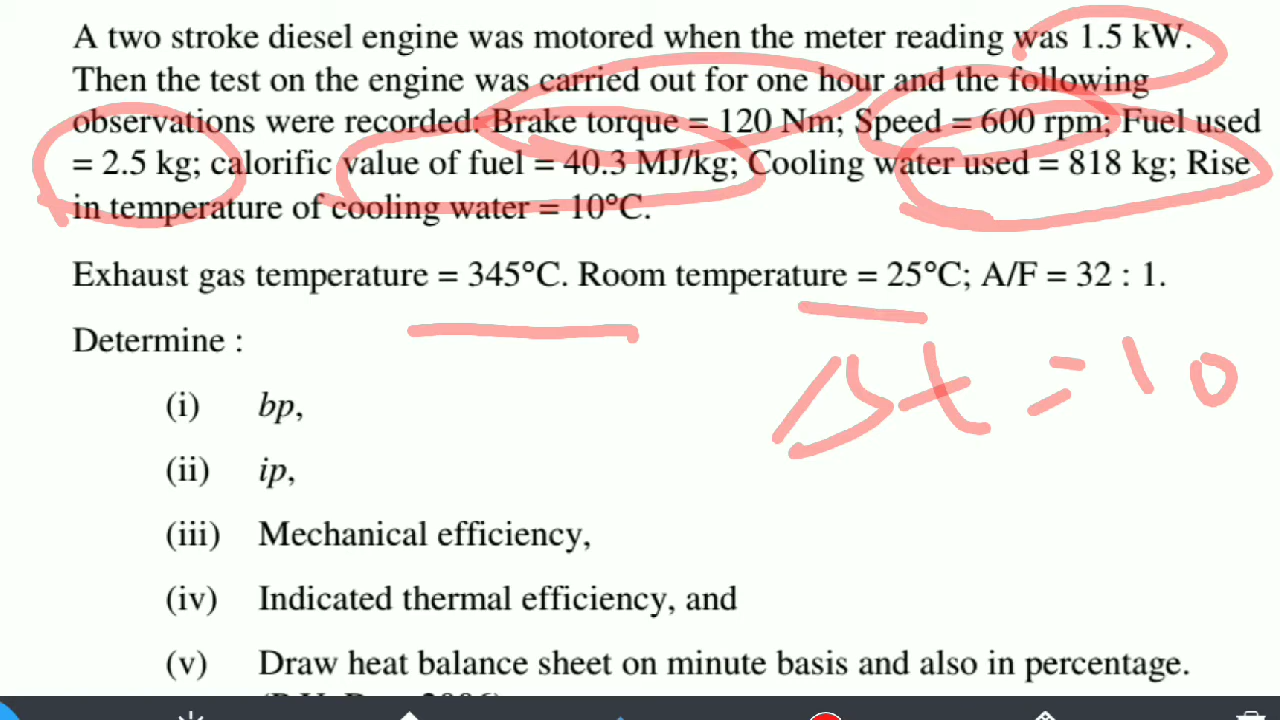 A two stroke diesel engine was motored when the meter reading was 1.5 kW.
Then the test on the engine was carried out for one hour and the following
observations were recorded: Brake torque = 120 Nm; Speed = 600 rpm; Fuel used
= 2.5 kg; calorific value of fuel = 40.3 MJ/kg; Cooling water used = 818 kg; Rise
in temperature of cooling water = 10°C.
Exhaust gas temperature = 345°C. Room temperature = 25°C; A/F = 32 : 1.
Determine :
Δt = 10
(i) bp,
(ii) ip,
(iii) Mechanical efficiency,
(iv) Indicated thermal efficiency, and
(v) Draw heat balance sheet on minute basis and also in percentage.